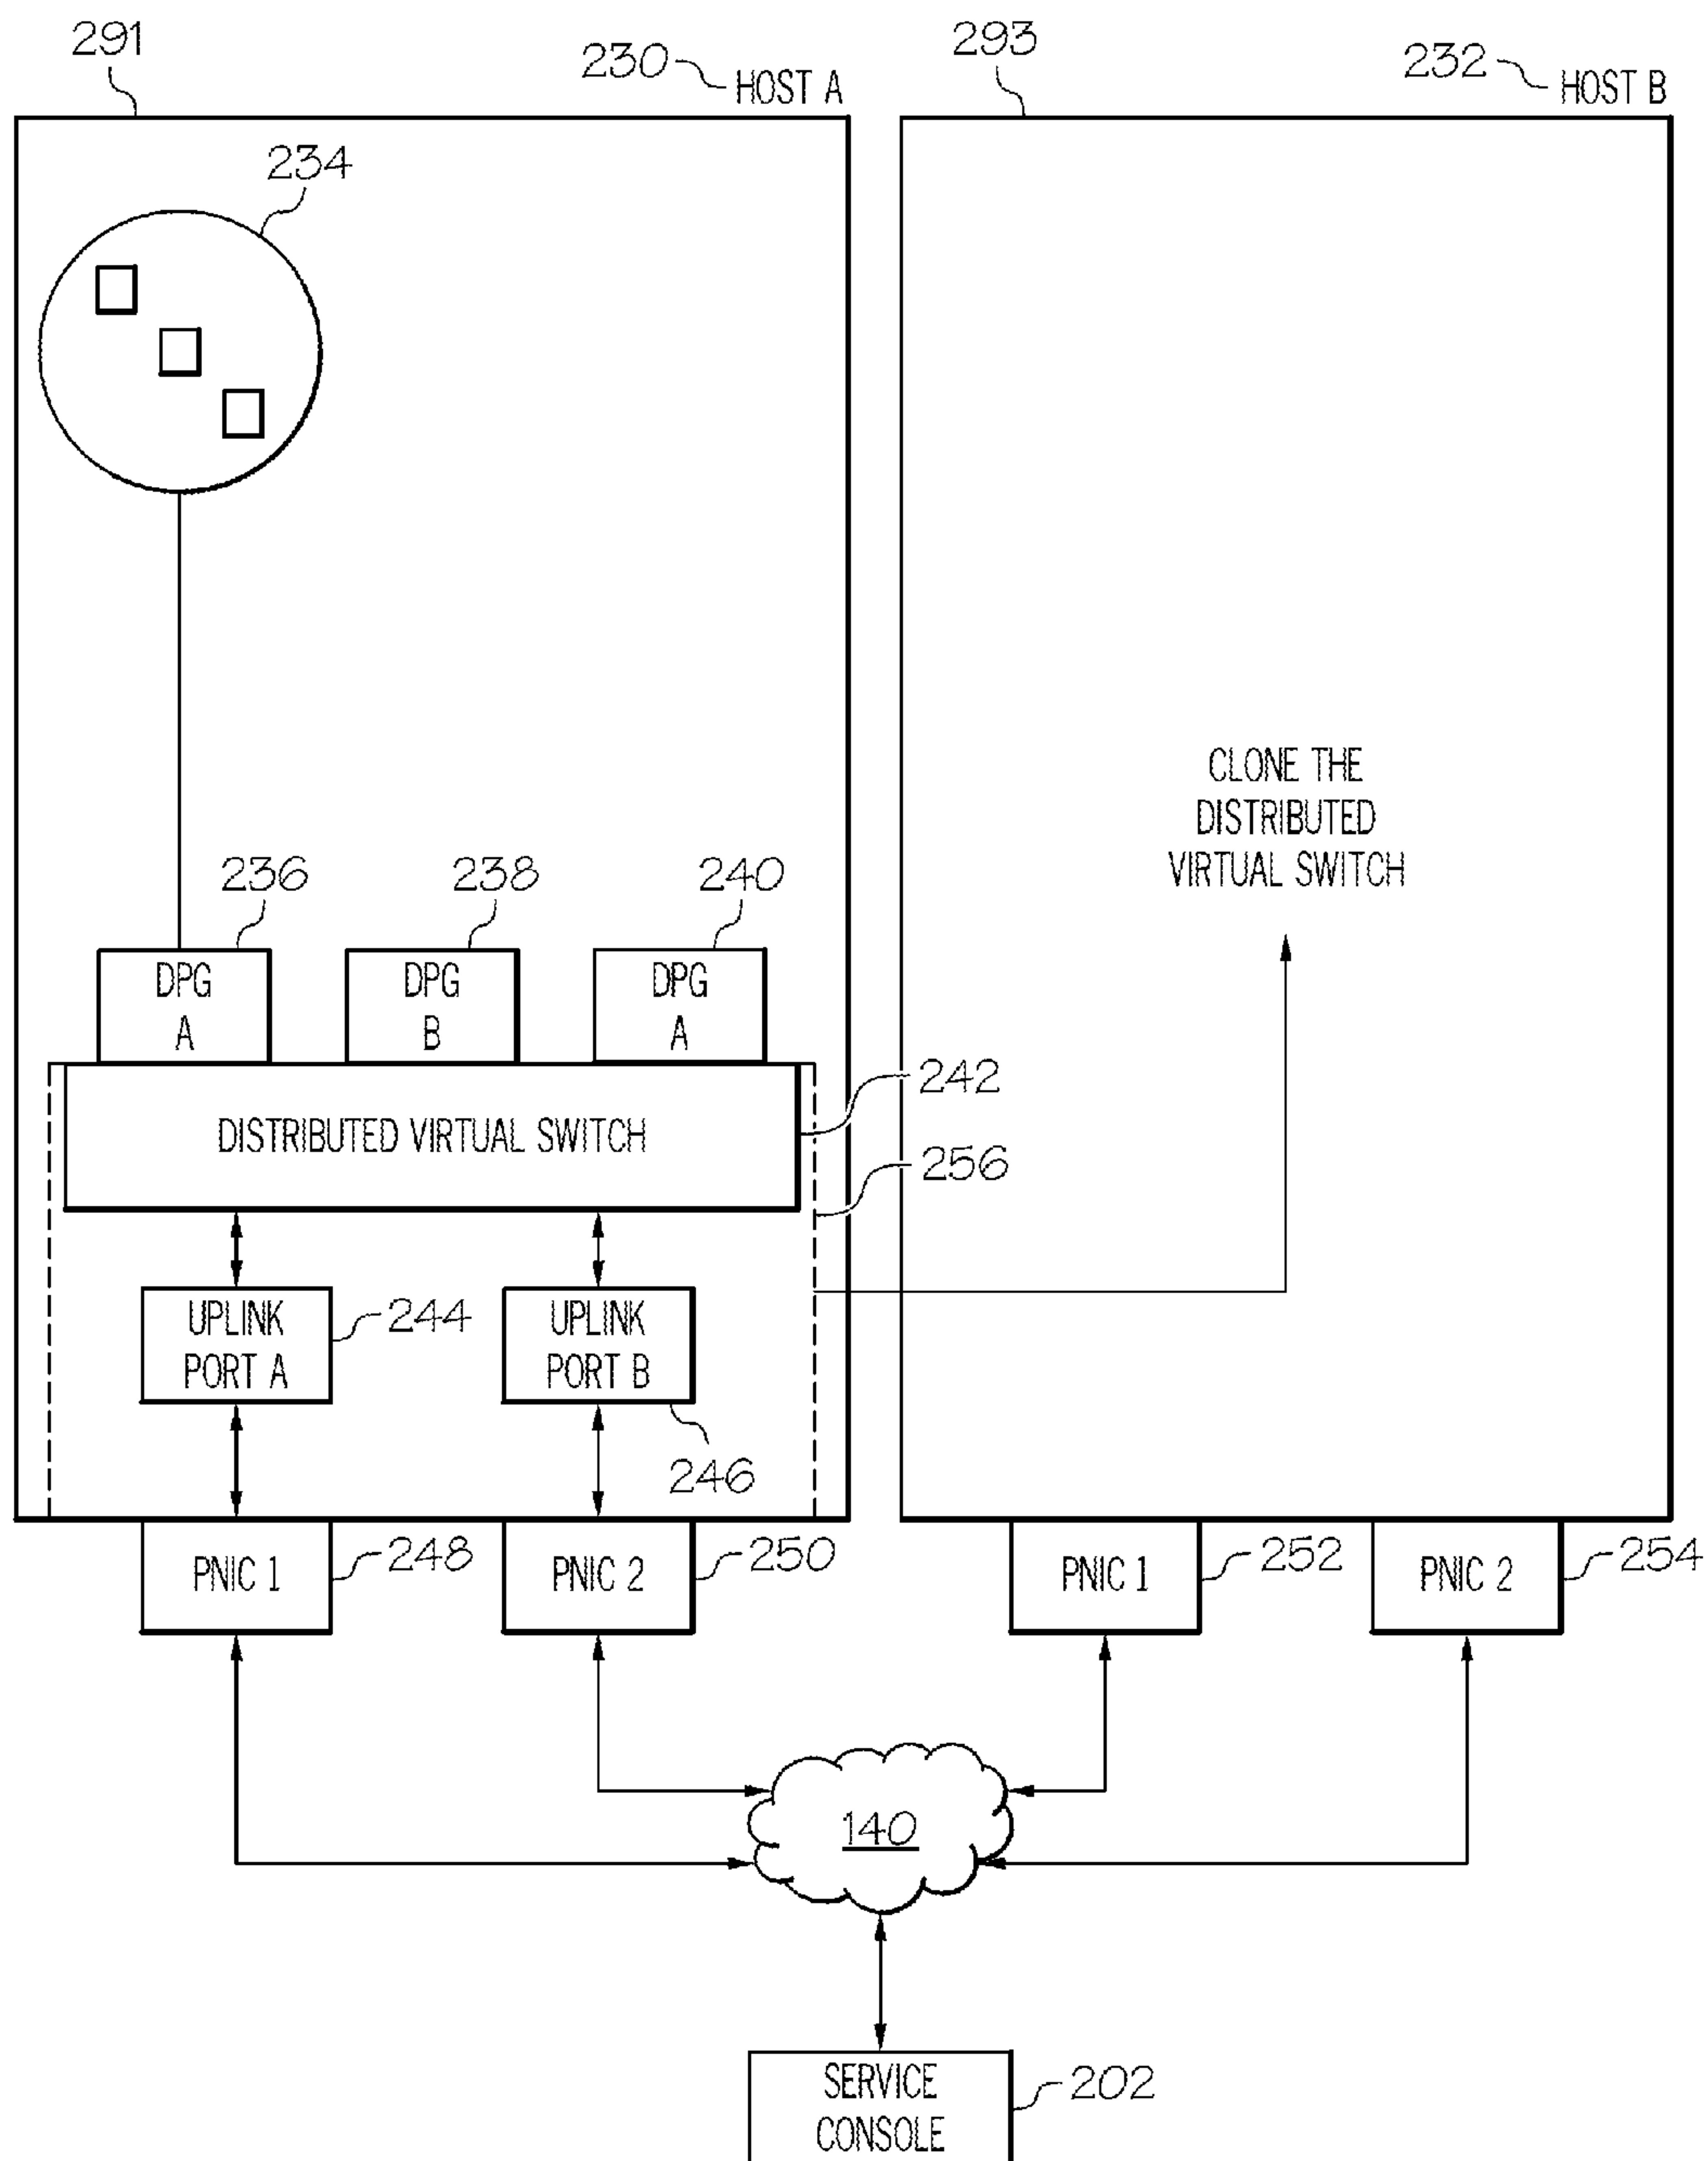 291
230 HOST A
293
232 HOST B
234
CLONE THE
DISTRIBUTED
VIRTUAL SWITCH
236
238
240
DPG
A
DPG
B
DPG
A
242
DISTRIBUTED VIRTUAL SWITCH
256
UPLINK
PORT A
244
UPLINK
PORT B
246
PNIC 1
248
PNIC 2
250
PNIC 1
252
PNIC 2
254
140
SERVICE
CONSOLE
202